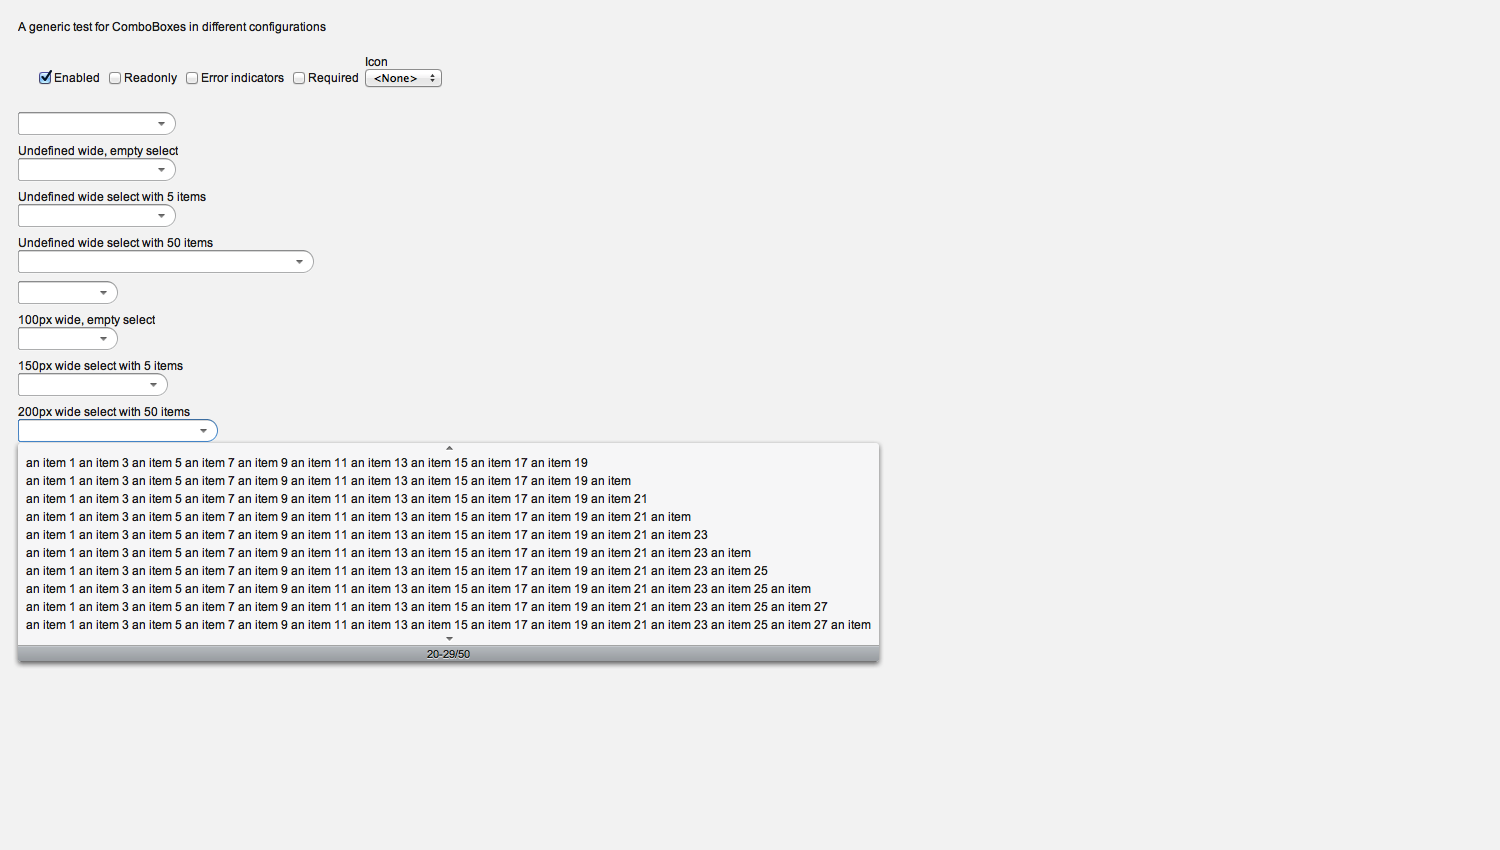 A generic test for ComboBoxes in different configurations
Icon
Enabled Readonly Error indicators Required <None>
Undefined wide, empty select
Undefined wide select with 5 items
Undefined wide select with 50 items
100px wide, empty select
150px wide select with 5 items
200px wide select with 50 items
an item 1 an item 3 an item 5 an item 7 an item 9 an item 11 an item 13 an item 15 an item 17 an item 19
an item 1 an item 3 an item 5 an item 7 an item 9 an item 11 an item 13 an item 15 an item 17 an item 19 an item
an item 1 an item 3 an item 5 an item 7 an item 9 an item 11 an item 13 an item 15 an item 17 an item 19 an item 21
an item 1 an item 3 an item 5 an item 7 an item 9 an item 11 an item 13 an item 15 an item 17 an item 19 an item 21 an item
an item 1 an item 3 an item 5 an item 7 an item 9 an item 11 an item 13 an item 15 an item 17 an item 19 an item 21 an item 23
an item 1 an item 3 an item 5 an item 7 an item 9 an item 11 an item 13 an item 15 an item 17 an item 19 an item 21 an item 23 an item
an item 1 an item 3 an item 5 an item 7 an item 9 an item 11 an item 13 an item 15 an item 17 an item 19 an item 21 an item 23 an item 25
an item 1 an item 3 an item 5 an item 7 an item 9 an item 11 an item 13 an item 15 an item 17 an item 19 an item 21 an item 23 an item 25 an item
an item 1 an item 3 an item 5 an item 7 an item 9 an item 11 an item 13 an item 15 an item 17 an item 19 an item 21 an item 23 an item 25 an item 27
an item 1 an item 3 an item 5 an item 7 an item 9 an item 11 an item 13 an item 15 an item 17 an item 19 an item 21 an item 23 an item 25 an item 27 an item
20-29/50